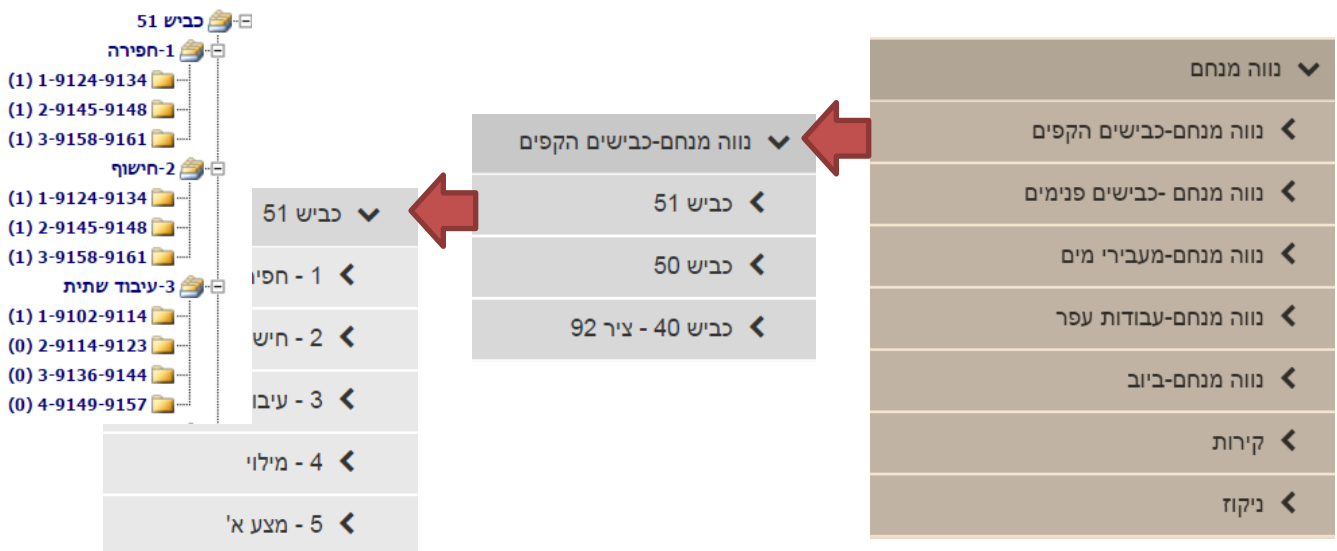 נווה מנחם
נווה מנחם-כבישים הקפים
נווה מנחם -כבישים פנימים
נווה מנחם-מעבירי מים
נווה מנחם-עבודות עפר
נווה מנחם-ביוב
קירות
ניקוז
נווה מנחם-כבישים הקפים
כביש 51
כביש 50
כביש 40 - ציר 92
כביש 51
1 - חפיר
2 - חיש
3 - עיבו
4 - מילוי
5 - מצע א'
כביש 51
1-חפירה
1-9124-9134 (1)
2-9145-9148 (1)
3-9158-9161 (1)
2-חישוף
1-9124-9134 (1)
2-9145-9148 (1)
3-9158-9161 (1)
3-עיבוד שתית
1-9102-9114 (1)
2-9114-9123 (0)
3-9136-9144 (0)
4-9149-9157 (0)